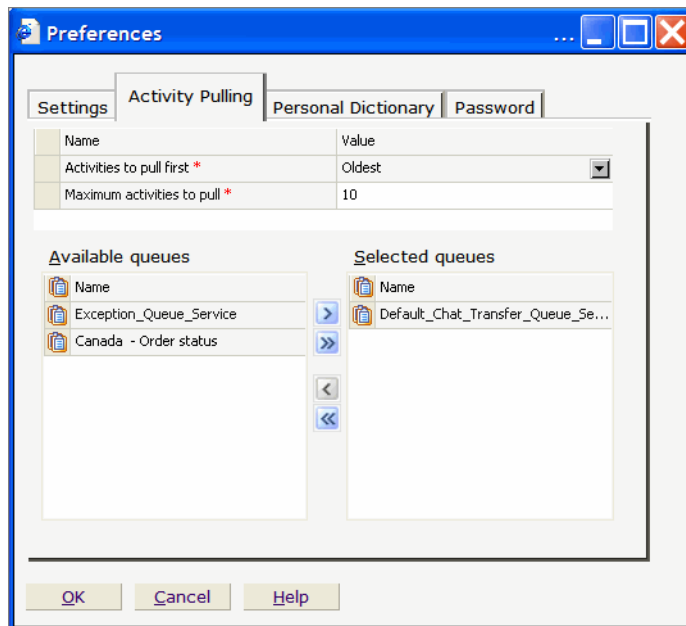 Preferences ...
Settings Activity Pulling Personal Dictionary Password
Name Value
Activities to pull first * Oldest
Maximum activities to pull * 10
Available queues Selected queues
Name Name
Exception_Queue_Service Default_Chat_Transfer_Queue_Se...
Canada - Order status
> >> < <<
OK Cancel Help